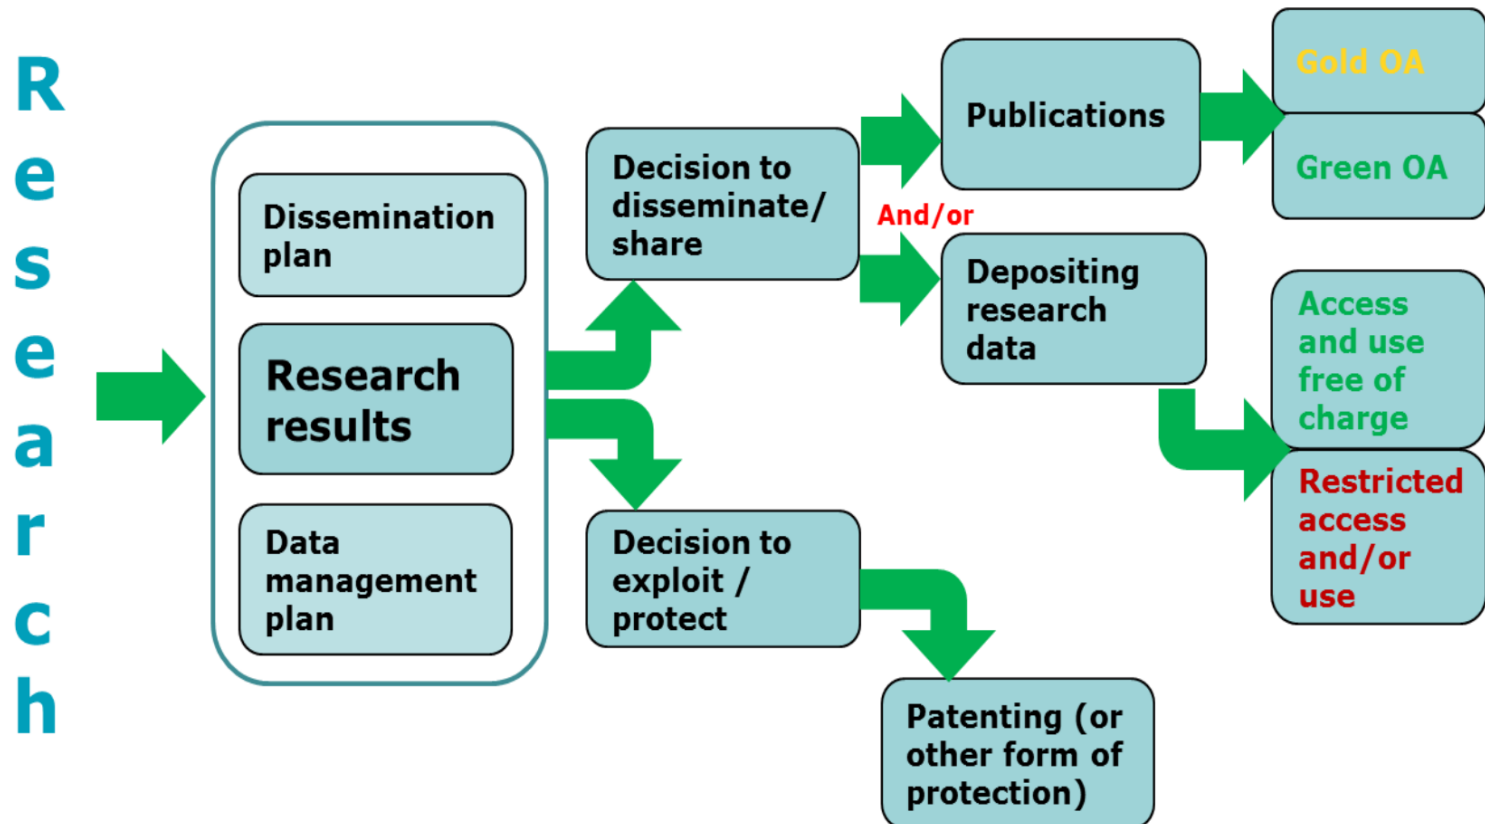 Research
Dissemination
plan
Research
results
Data
management
plan
Decision to
disseminate/
share
Decision to
exploit /
protect
And/or
Publications
Depositing
research
data
Patenting (or
other form of
protection)
Gold OA
Green OA
Access
and use
free of
charge
Restricted
access
and/or
use